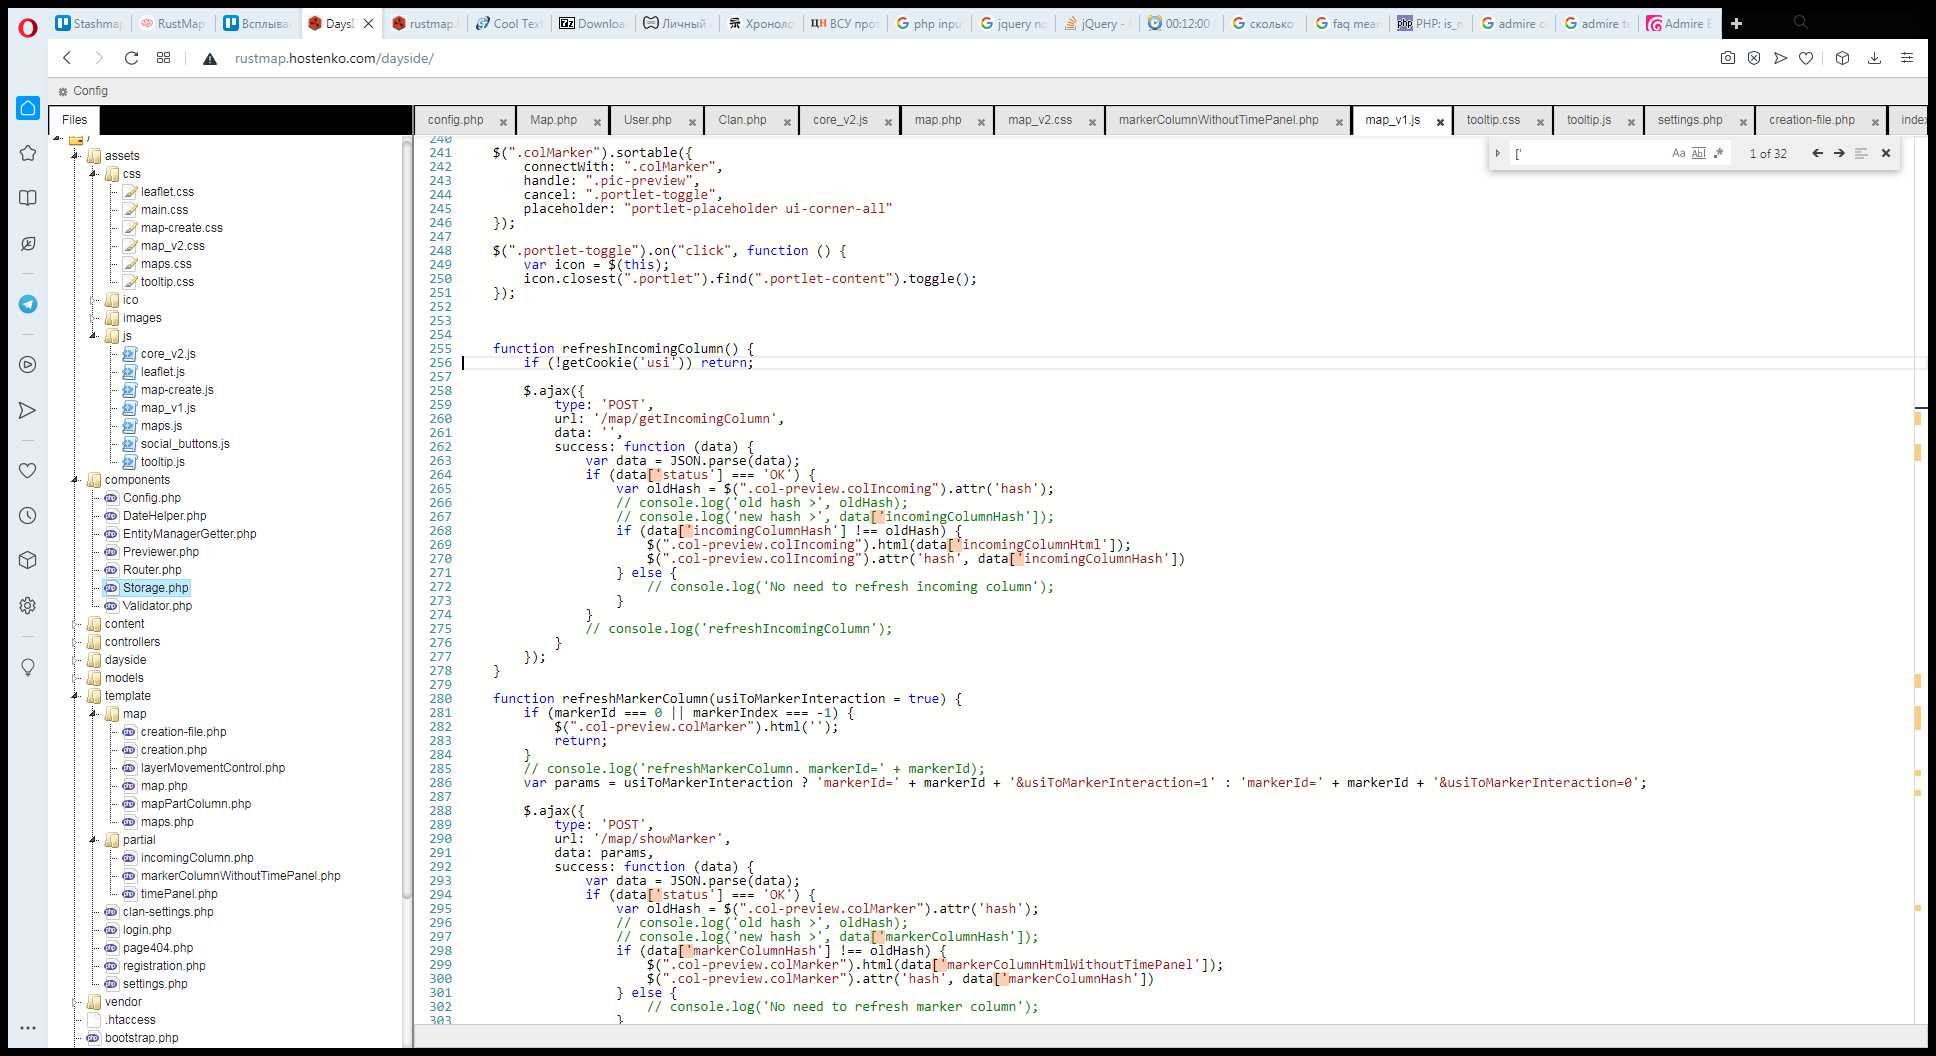 Stashmap
RustMap
Всплыва
Days
rustmap.
Cool Text
Downloa
Личный
Хроноло
ЦН ВСУ про
php inpu
jquery no
jQuery -
00:12:00
сколько
faq mean
php PHP: is_n
admire c
admire t
Admire E
rustmap.hostenko.com/dayside/
Config
Files
config.php
Map.php
User.php
Clan.php
core_v2.js
map.php
map_v2.css
markerColumnWithoutTimePanel.php
map_v1.js
tooltip.css
tooltip.js
settings.php
creation-file.php
index
['
Aa
Abl
.*
1 of 32
/
assets
css
leaflet.css
main.css
map-create.css
map_v2.css
maps.css
tooltip.css
ico
images
js
core_v2.js
leaflet.js
map-create.js
map_v1.js
maps.js
social_buttons.js
tooltip.js
components
Config.php
DateHelper.php
EntityManagerGetter.php
Previewer.php
Router.php
Storage.php
Validator.php
content
controllers
dayside
models
template
map
creation-file.php
creation.php
layerMovementControl.php
map.php
mapPartColumn.php
maps.php
partial
incomingColumn.php
markerColumnWithoutTimePanel.php
timePanel.php
clan-settings.php
login.php
page404.php
registration.php
settings.php
vendor
.htaccess
bootstrap.php
240
241 $(".colMarker").sortable({
242 connectWith: ".colMarker",
243 handle: ".pic-preview",
244 cancel: ".portlet-toggle",
245 placeholder: "portlet-placeholder ui-corner-all"
246 });
247
248 $(".portlet-toggle").on("click", function () {
249 var icon = $(this);
250 icon.closest(".portlet").find(".portlet-content").toggle();
251 });
252
253
254
255 function refreshIncomingColumn() {
256 if (!getCookie('usi')) return;
257
258 $.ajax({
259 type: 'POST',
260 url: '/map/getIncomingColumn',
261 data: '',
262 success: function (data) {
263 var data = JSON.parse(data);
264 if (data['status'] === 'OK') {
265 var oldHash = $(".col-preview.colIncoming").attr('hash');
266 // console.log('old hash >', oldHash);
267 // console.log('new hash >', data['incomingColumnHash']);
268 if (data['incomingColumnHash'] !== oldHash) {
269 $(".col-preview.colIncoming").html(data['incomingColumnHtml']);
270 $(".col-preview.colIncoming").attr('hash', data['incomingColumnHash'])
271 } else {
272 // console.log('No need to refresh incoming column');
273 }
274 }
275 // console.log('refreshIncomingColumn');
276 }
277 });
278 }
279
280 function refreshMarkerColumn(usiToMarkerInteraction = true) {
281 if (markerId === 0 || markerIndex === -1) {
282 $(".col-preview.colMarker").html('');
283 return;
284 }
285 // console.log('refreshMarkerColumn. markerId=' + markerId);
286 var params = usiToMarkerInteraction ? 'markerId=' + markerId + '&usiToMarkerInteraction=1' : 'markerId=' + markerId + '&usiToMarkerInteraction=0';
287
288 $.ajax({
289 type: 'POST',
290 url: '/map/showMarker',
291 data: params,
292 success: function (data) {
293 var data = JSON.parse(data);
294 if (data['status'] === 'OK') {
295 var oldHash = $(".col-preview.colMarker").attr('hash');
296 // console.log('old hash >', oldHash);
297 // console.log('new hash >', data['markerColumnHash']);
298 if (data['markerColumnHash'] !== oldHash) {
299 $(".col-preview.colMarker").html(data['markerColumnHtmlWithoutTimePanel']);
300 $(".col-preview.colMarker").attr('hash', data['markerColumnHash'])
301 } else {
302 // console.log('No need to refresh marker column');
303 }